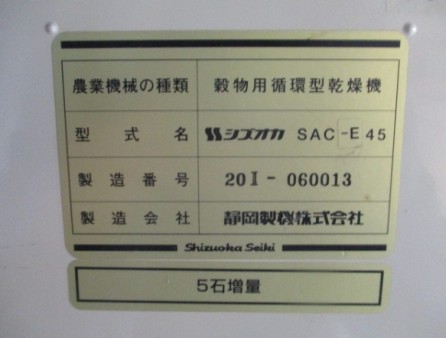 農業機械の種類 穀物用循環型乾燥機
型式名 シズオカ SAC-E45
製造番号 20I-060013
製造会社 静岡製機株式会社
Shizuoka Seiki
5石増量